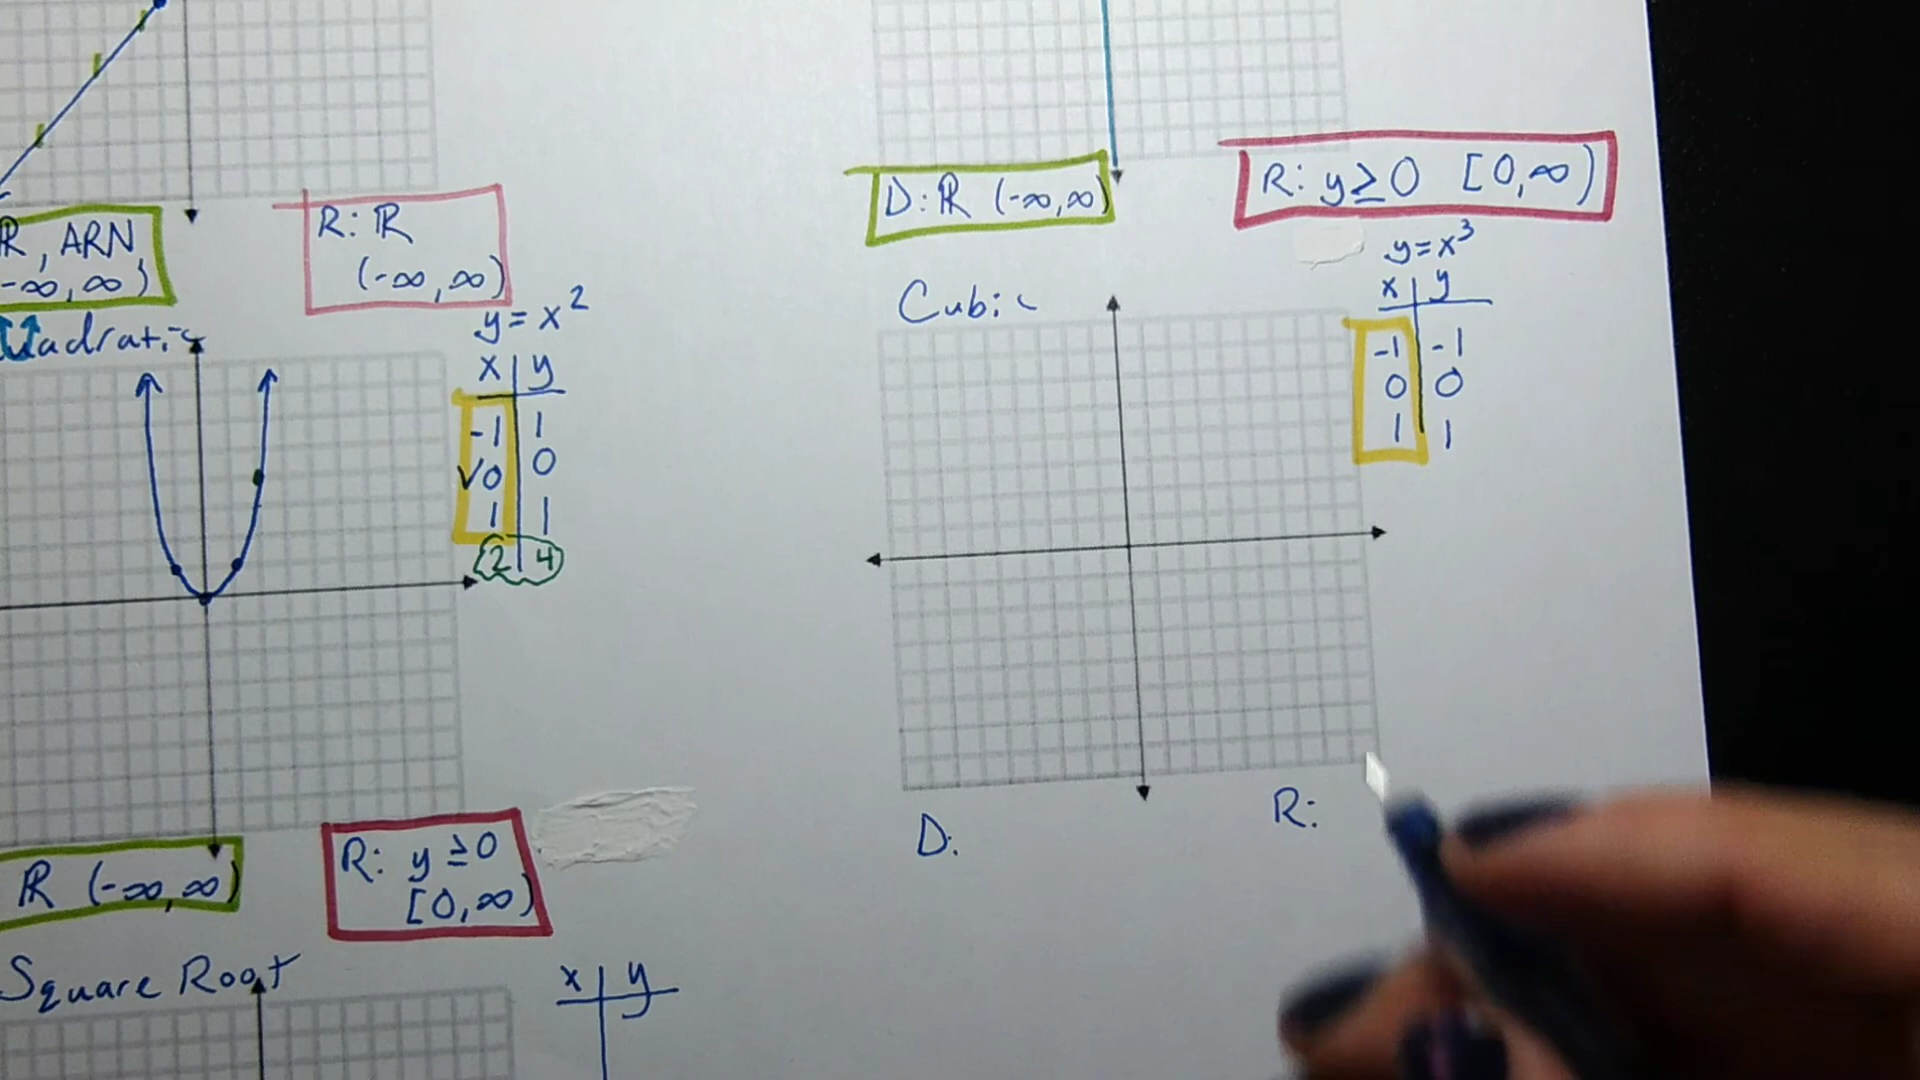 ℝ, ARN,
-∞, ∞)
R: ℝ
(-∞, ∞)
Quadratic
y = x²
x | y
-1 | 1
√0 | 0
1 | 1
2 | 4
ℝ (-∞, ∞)
R: y ≥ 0
[0, ∞)
Square Root
x | y
D: ℝ (-∞, ∞)
R: y ≥ 0 [0, ∞)
Cubic
y = x³
x | y
-1 | -1
0 | 0
1 | 1
D:
R: